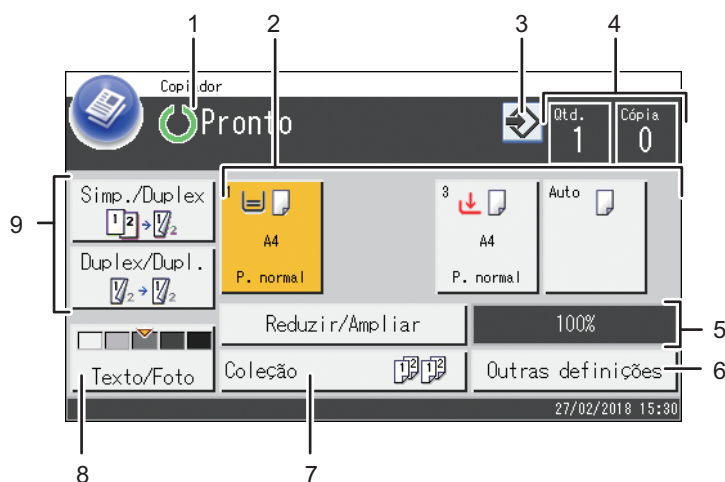 1
2
3
4
Copiador
Pronto
Qtd.
1
Cópia
0
9
Simp./Duplex
1 2 2
Duplex/Dupl.
2 2
1
A4
P. normal
3
A4
P. normal
Auto
Reduzir/Ampliar
100%
5
Texto/Foto
Coleção
12 12
Outras definições
6
27/02/2018 15:30
8
7